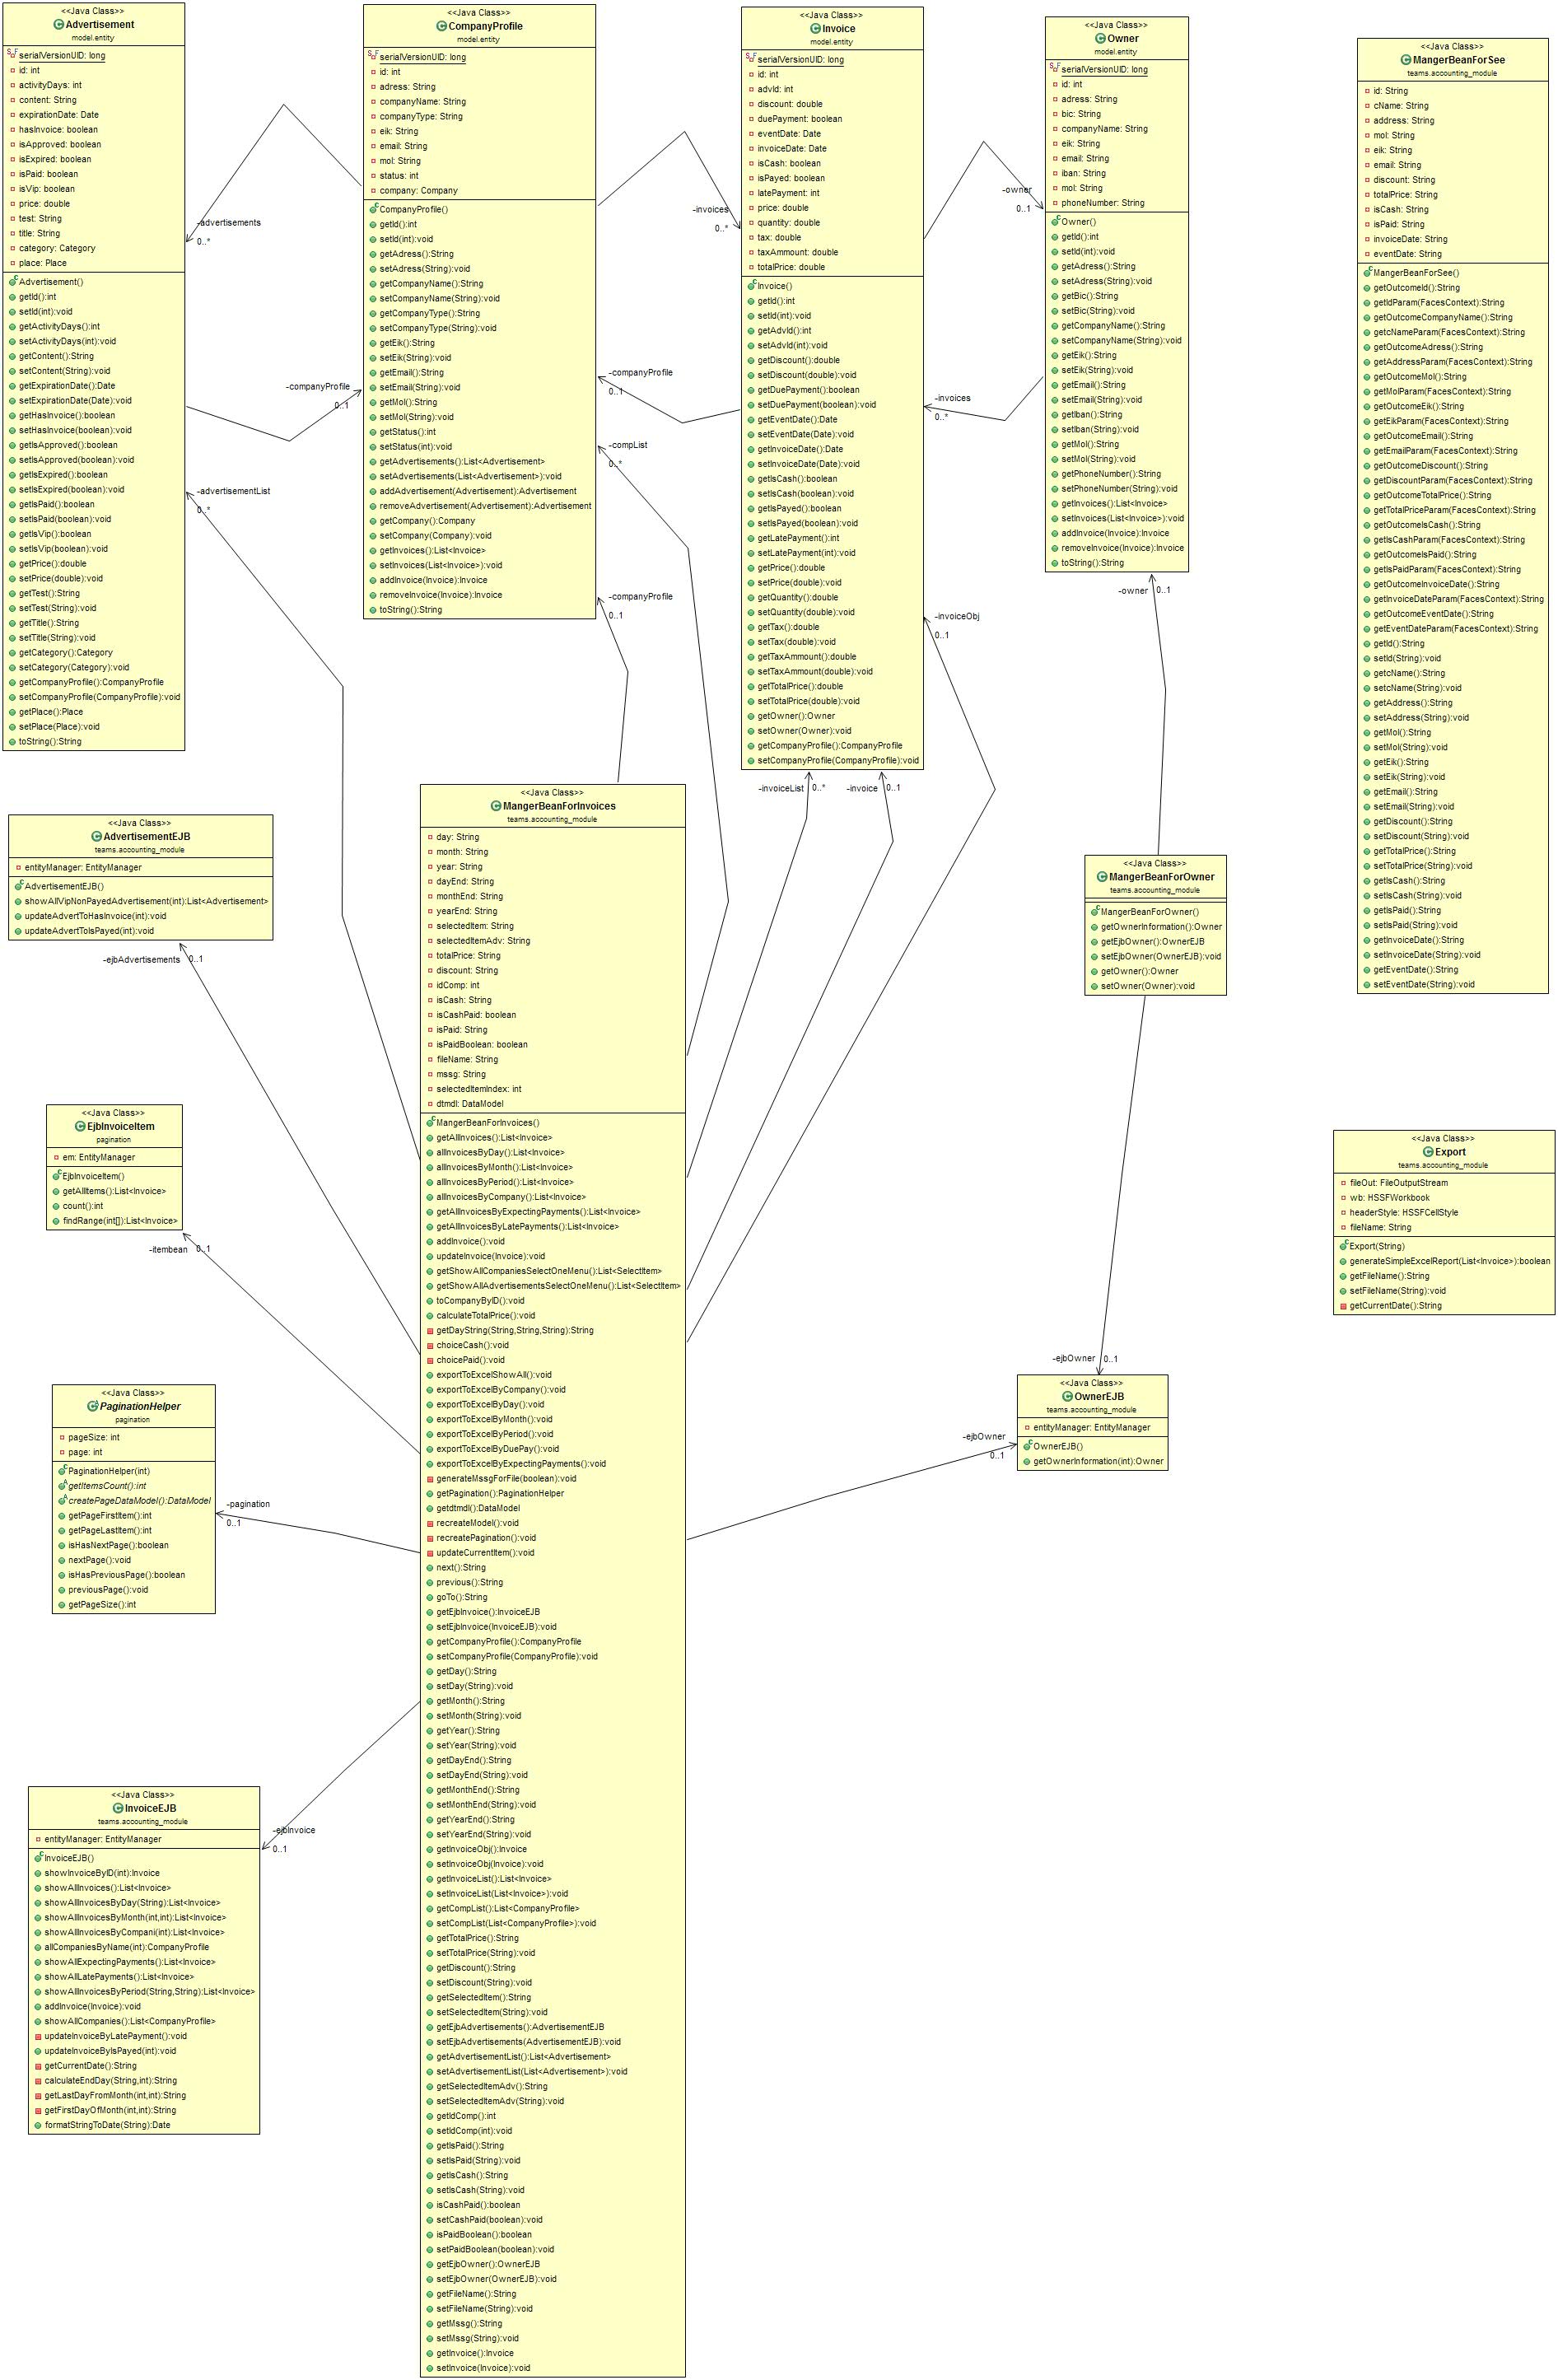 <<Java Class>>
Advertisement
model.entity
serialVersionUID: long
id: int
activityDays: int
content: String
expirationDate: Date
hasInvoice: boolean
isApproved: boolean
isExpired: boolean
isPaid: boolean
isVip: boolean
price: double
test: String
title: String
category: Category
place: Place
Advertisement()
getId():int
setId(int):void
getActivityDays():int
setActivityDays(int):void
getContent():String
setContent(String):void
getExpirationDate():Date
setExpirationDate(Date):void
getHasInvoice():boolean
setHasInvoice(boolean):void
getIsApproved():boolean
setIsApproved(boolean):void
getIsExpired():boolean
setIsExpired(boolean):void
getIsPaid():boolean
setIsPaid(boolean):void
getIsVip():boolean
setIsVip(boolean):void
getPrice():double
setPrice(double):void
getTest():String
setTest(String):void
getTitle():String
setTitle(String):void
getCategory():Category
setCategory(Category):void
getCompanyProfile():CompanyProfile
setCompanyProfile(CompanyProfile):void
getPlace():Place
setPlace(Place):void
toString():String
-advertisements
0..*
-companyProfile
0..1
-advertisementList
0..*
<<Java Class>>
CompanyProfile
model.entity
serialVersionUID: long
id: int
adress: String
companyName: String
companyType: String
eik: String
email: String
mol: String
status: int
company: Company
CompanyProfile()
getId():int
setId(int):void
getAdress():String
setAdress(String):void
getCompanyName():String
setCompanyName(String):void
getCompanyType():String
setCompanyType(String):void
getEik():String
setEik(String):void
getEmail():String
setEmail(String):void
getMol():String
setMol(String):void
getStatus():int
setStatus(int):void
getAdvertisements():List<Advertisement>
setAdvertisements(List<Advertisement>):void
addAdvertisement(Advertisement):Advertisement
removeAdvertisement(Advertisement):Advertisement
getCompany():Company
setCompany(Company):void
getInvoices():List<Invoice>
setInvoices(List<Invoice>):void
addInvoice(Invoice):Invoice
removeInvoice(Invoice):Invoice
toString():String
-invoices
0..*
-companyProfile
0..1
-compList
0..*
-companyProfile
0..1
<<Java Class>>
Invoice
model.entity
serialVersionUID: long
id: int
advId: int
discount: double
duePayment: boolean
eventDate: Date
invoiceDate: Date
isCash: boolean
isPayed: boolean
latePayment: int
price: double
quantity: double
tax: double
taxAmmount: double
totalPrice: double
Invoice()
getId():int
setId(int):void
getAdvId():int
setAdvId(int):void
getDiscount():double
setDiscount(double):void
getDuePayment():boolean
setDuePayment(boolean):void
getEventDate():Date
setEventDate(Date):void
getInvoiceDate():Date
setInvoiceDate(Date):void
getIsCash():boolean
setIsCash(boolean):void
getIsPayed():boolean
setIsPayed(boolean):void
getLatePayment():int
setLatePayment(int):void
getPrice():double
setPrice(double):void
getQuantity():double
setQuantity(double):void
getTax():double
setTax(double):void
getTaxAmmount():double
setTaxAmmount(double):void
getTotalPrice():double
setTotalPrice(double):void
getOwner():Owner
setOwner(Owner):void
getCompanyProfile():CompanyProfile
setCompanyProfile(CompanyProfile):void
-owner
0..1
-invoices
0..*
-invoiceObj
0..1
-invoiceList 0..*
-invoice 0..1
<<Java Class>>
Owner
model.entity
serialVersionUID: long
id: int
adress: String
bic: String
companyName: String
eik: String
email: String
iban: String
mol: String
phoneNumber: String
Owner()
getId():int
setId(int):void
getAdress():String
setAdress(String):void
getBic():String
setBic(String):void
getCompanyName():String
setCompanyName(String):void
getEik():String
setEik(String):void
getEmail():String
setEmail(String):void
getIban():String
setIban(String):void
getMol():String
setMol(String):void
getPhoneNumber():String
setPhoneNumber(String):void
getInvoices():List<Invoice>
setInvoices(List<Invoice>):void
addInvoice(Invoice):Invoice
removeInvoice(Invoice):Invoice
toString():String
-owner 0..1
<<Java Class>>
MangerBeanForSee
teams.accounting_module
id: String
cName: String
address: String
mol: String
eik: String
email: String
discount: String
totalPrice: String
isCash: String
isPaid: String
invoiceDate: String
eventDate: String
MangerBeanForSee()
getOutcomeId():String
getIdParam(FacesContext):String
getOutcomeCompanyName():String
getcNameParam(FacesContext):String
getOutcomeAdress():String
getAddressParam(FacesContext):String
getOutcomeMol():String
getMolParam(FacesContext):String
getOutcomeEik():String
getEikParam(FacesContext):String
getOutcomeEmail():String
getEmailParam(FacesContext):String
getOutcomeDiscount():String
getDiscountParam(FacesContext):String
getOutcomeTotalPrice():String
getTotalPriceParam(FacesContext):String
getOutcomeIsCash():String
getIsCashParam(FacesContext):String
getOutcomeIsPaid():String
getIsPaidParam(FacesContext):String
getOutcomeInvoiceDate():String
getInvoiceDateParam(FacesContext):String
getOutcomeEventDate():String
getEventDateParam(FacesContext):String
getId():String
setId(String):void
getcName():String
setcName(String):void
getAddress():String
setAddress(String):void
getMol():String
setMol(String):void
getEik():String
setEik(String):void
getEmail():String
setEmail(String):void
getDiscount():String
setDiscount(String):void
getTotalPrice():String
setTotalPrice(String):void
getIsCash():String
setIsCash(String):void
getIsPaid():String
setIsPaid(String):void
getInvoiceDate():String
setInvoiceDate(String):void
getEventDate():String
setEventDate(String):void
<<Java Class>>
AdvertisementEJB
teams.accounting_module
entityManager: EntityManager
AdvertisementEJB()
showAllVipNonPayedAdvertisement(int):List<Advertisement>
updateAdvertToHasInvoice(int):void
updateAdvertToIsPayed(int):void
-ejbAdvertisements 0..1
<<Java Class>>
EjbInvoiceItem
pagination
em: EntityManager
EjbInvoiceItem()
getAllItems():List<Invoice>
count():int
findRange(int[]):List<Invoice>
-itembean 0..1
<<Java Class>>
PaginationHelper
pagination
pageSize: int
page: int
PaginationHelper(int)
getItemsCount():int
createPageDataModel():DataModel
getPageFirstItem():int
getPageLastItem():int
isHasNextPage():boolean
nextPage():void
isHasPreviousPage():boolean
previousPage():void
getPageSize():int
-pagination
0..1
<<Java Class>>
InvoiceEJB
teams.accounting_module
entityManager: EntityManager
InvoiceEJB()
showInvoiceByID(int):Invoice
showAllInvoices():List<Invoice>
showAllInvoicesByDay(String):List<Invoice>
showAllInvoicesByMonth(int,int):List<Invoice>
showAllInvoicesByCompani(int):List<Invoice>
allCompaniesByName(int):CompanyProfile
showAllExpectingPayments():List<Invoice>
showAllLatePayments():List<Invoice>
showAllInvoicesByPeriod(String,String):List<Invoice>
addInvoice(Invoice):void
showAllCompanies():List<CompanyProfile>
updateInvoiceByLatePayment():void
updateInvoiceByIsPayed(int):void
getCurrentDate():String
calculateEndDay(String,int):String
getLastDayFromMonth(int,int):String
getFirstDayOfMonth(int,int):String
formatStringToDate(String):Date
-ejbInvoice
0..1
<<Java Class>>
MangerBeanForInvoices
teams.accounting_module
day: String
month: String
year: String
dayEnd: String
monthEnd: String
yearEnd: String
selectedItem: String
selectedItemAdv: String
totalPrice: String
discount: String
idComp: int
isCash: String
isCashPaid: boolean
isPaid: String
isPaidBoolean: boolean
fileName: String
mssg: String
selectedItemIndex: int
dtmdl: DataModel
MangerBeanForInvoices()
getAllInvoices():List<Invoice>
allInvoicesByDay():List<Invoice>
allInvoicesByMonth():List<Invoice>
allInvoicesByPeriod():List<Invoice>
allInvoicesByCompany():List<Invoice>
getAllInvoicesByExpectingPayments():List<Invoice>
getAllInvoicesByLatePayments():List<Invoice>
addInvoice():void
updateInvoice(Invoice):void
getShowAllCompaniesSelectOneMenu():List<SelectItem>
getShowAllAdvertisementsSelectOneMenu():List<SelectItem>
toCompanyByID():void
calculateTotalPrice():void
getDayString(String,String,String):String
choiceCash():void
choicePaid():void
exportToExcelShowAll():void
exportToExcelByCompany():void
exportToExcelByDay():void
exportToExcelByMonth():void
exportToExcelByPeriod():void
exportToExcelByDuePay():void
exportToExcelByExpectingPayments():void
generateMssgForFile(boolean):void
getPagination():PaginationHelper
getdtmdl():DataModel
recreateModel():void
recreatePagination():void
updateCurrentItem():void
next():String
previous():String
goTo():String
getEjbInvoice():InvoiceEJB
setEjbInvoice(InvoiceEJB):void
getCompanyProfile():CompanyProfile
setCompanyProfile(CompanyProfile):void
getDay():String
setDay(String):void
getMonth():String
setMonth(String):void
getYear():String
setYear(String):void
getDayEnd():String
setDayEnd(String):void
getMonthEnd():String
setMonthEnd(String):void
getYearEnd():String
setYearEnd(String):void
getInvoiceObj():Invoice
setInvoiceObj(Invoice):void
getInvoiceList():List<Invoice>
setInvoiceList(List<Invoice>):void
getCompList():List<CompanyProfile>
setCompList(List<CompanyProfile>):void
getTotalPrice():String
setTotalPrice(String):void
getDiscount():String
setDiscount(String):void
getSelectedItem():String
setSelectedItem(String):void
getEjbAdvertisements():AdvertisementEJB
setEjbAdvertisements(AdvertisementEJB):void
getAdvertisementList():List<Advertisement>
setAdvertisementList(List<Advertisement>):void
getSelectedItemAdv():String
setSelectedItemAdv(String):void
getIdComp():int
setIdComp(int):void
getIsPaid():String
setIsPaid(String):void
getIsCash():String
setIsCash(String):void
isCashPaid():boolean
setCashPaid(boolean):void
isPaidBoolean():boolean
setPaidBoolean(boolean):void
getEjbOwner():OwnerEJB
setEjbOwner(OwnerEJB):void
getFileName():String
setFileName(String):void
getMssg():String
setMssg(String):void
getInvoice():Invoice
setInvoice(Invoice):void
<<Java Class>>
MangerBeanForOwner
teams.accounting_module
MangerBeanForOwner()
getOwnerInformation():Owner
getEjbOwner():OwnerEJB
setEjbOwner(OwnerEJB):void
getOwner():Owner
setOwner(Owner):void
-ejbOwner 0..1
-ejbOwner
0..1
<<Java Class>>
OwnerEJB
teams.accounting_module
entityManager: EntityManager
OwnerEJB()
getOwnerInformation(int):Owner
<<Java Class>>
Export
teams.accounting_module
fileOut: FileOutputStream
wb: HSSFWorkbook
headerStyle: HSSFCellStyle
fileName: String
Export(String)
generateSimpleExcelReport(List<Invoice>):boolean
getFileName():String
setFileName(String):void
getCurrentDate():String